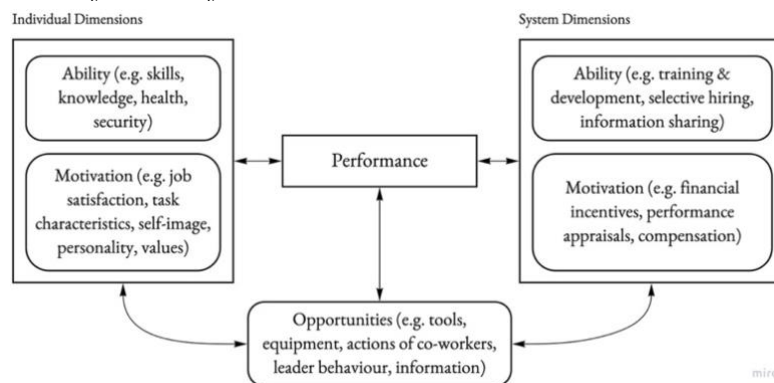 Individual Dimensions
System Dimensions
Ability (e.g. skills,
knowledge, health,
security)
Motivation (e.g. job
satisfaction, task
characteristics, self-image,
personality, values)
Performance
Ability (e.g. training &
development, selective hiring,
information sharing)
Motivation (e.g. financial
incentives, performance
appraisals, compensation)
Opportunities (e.g. tools,
equipment, actions of co-workers,
leader behaviour, information)